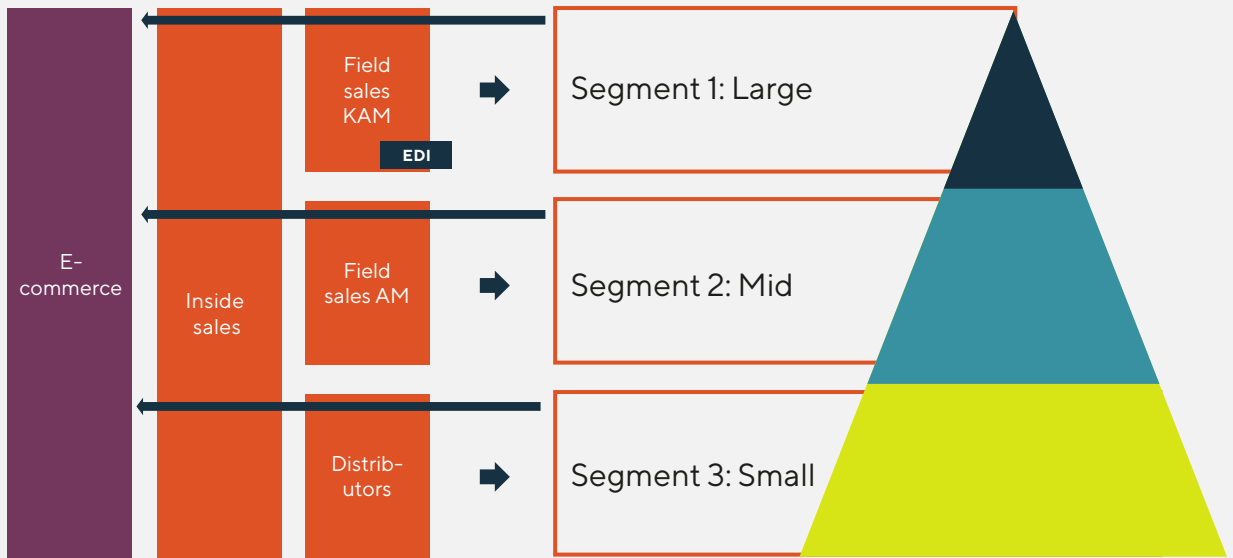 E-
commerce
Inside
sales
Field
sales
KAM
EDI
Segment 1: Large
Field
sales AM
Segment 2: Mid
Distrib-
utors
Segment 3: Small